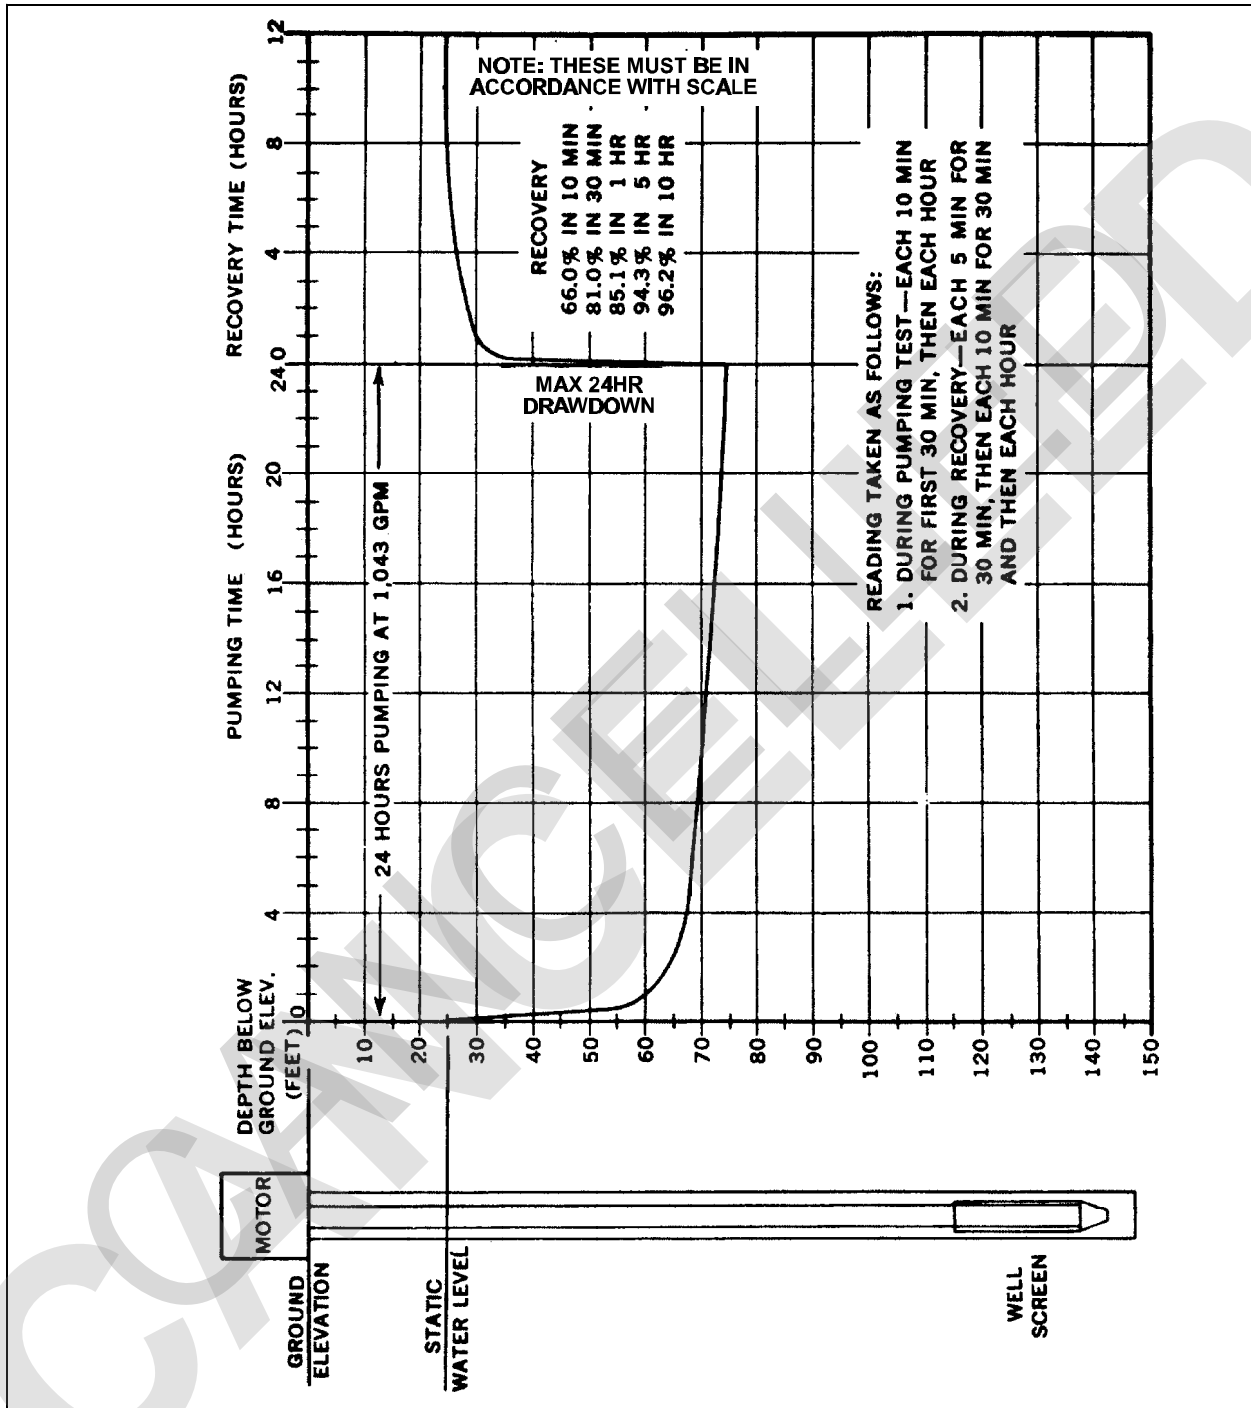 NOTE: THESE MUST BE IN
ACCORDANCE WITH SCALE
RECOVERY
66.0% IN 10 MIN
81.0% IN 30 MIN
85.1% IN 1 HR
94.3% IN 5 HR
96.2% IN 10 HR
MAX 24HR
DRAWDOWN
RECOVERY TIME (HOURS)
12
8
4
0
PUMPING TIME (HOURS)
24
20
16
12
8
4
0
24 HOURS PUMPING AT 1,043 GPM
READING TAKEN AS FOLLOWS:
1. DURING PUMPING TEST—EACH 10 MIN
FOR FIRST 30 MIN, THEN EACH HOUR
2. DURING RECOVERY—EACH 5 MIN FOR
30 MIN, THEN EACH 10 MIN FOR 30 MIN
AND THEN EACH HOUR
DEPTH BELOW
GROUND ELEV.
(FEET)
10
20
30
40
50
60
70
80
90
100
110
120
130
140
150
MOTOR
GROUND
ELEVATION
STATIC
WATER LEVEL
WELL
SCREEN
CANCELLED
CANCELLED